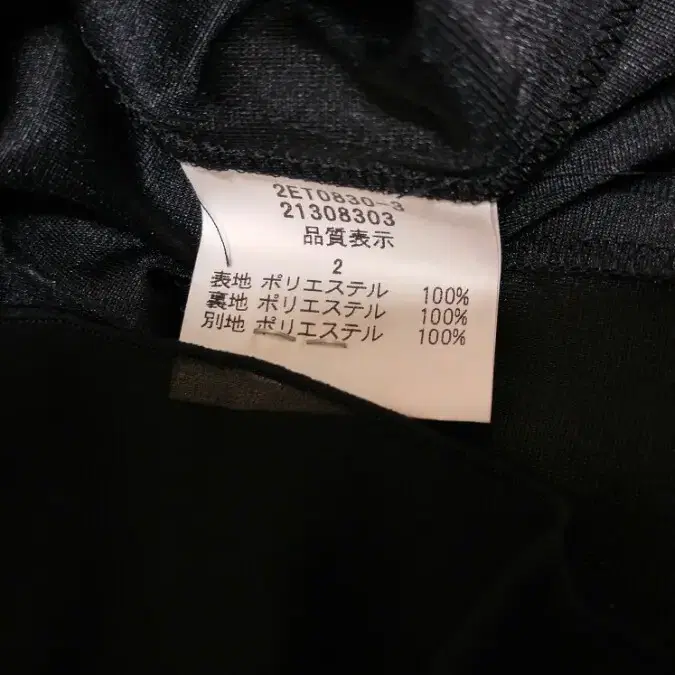 2ET0830-3
21308303
品質表示
2
表地 ポリエステル 100%
裏地 ポリエステル 100%
別地 ポリエステル 100%